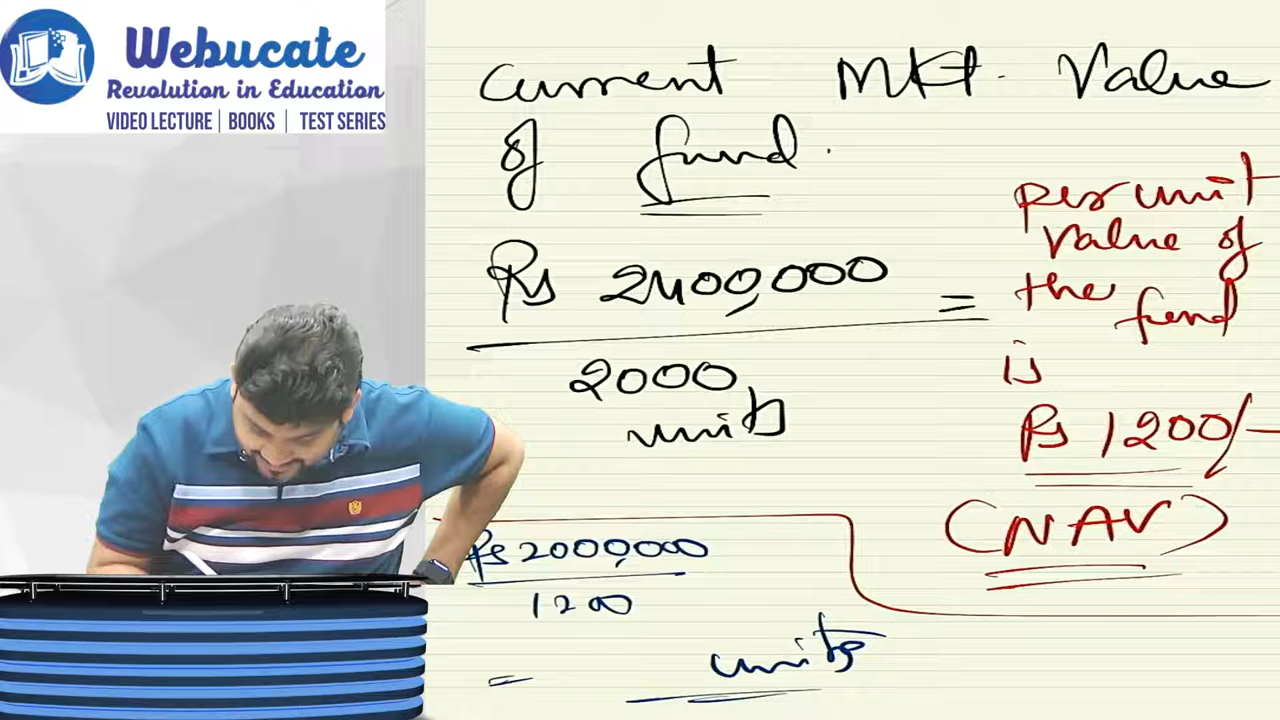 Webucate
Revolution in Education
VIDEO LECTURE | BOOKS | TEST SERIES
Current Mkt. Value
of fund.
Rs 2400,000 =
2000
units
per unit
value of
the fund
is
Rs 1200/-
(NAV)
Rs 2000,000
1200
= units